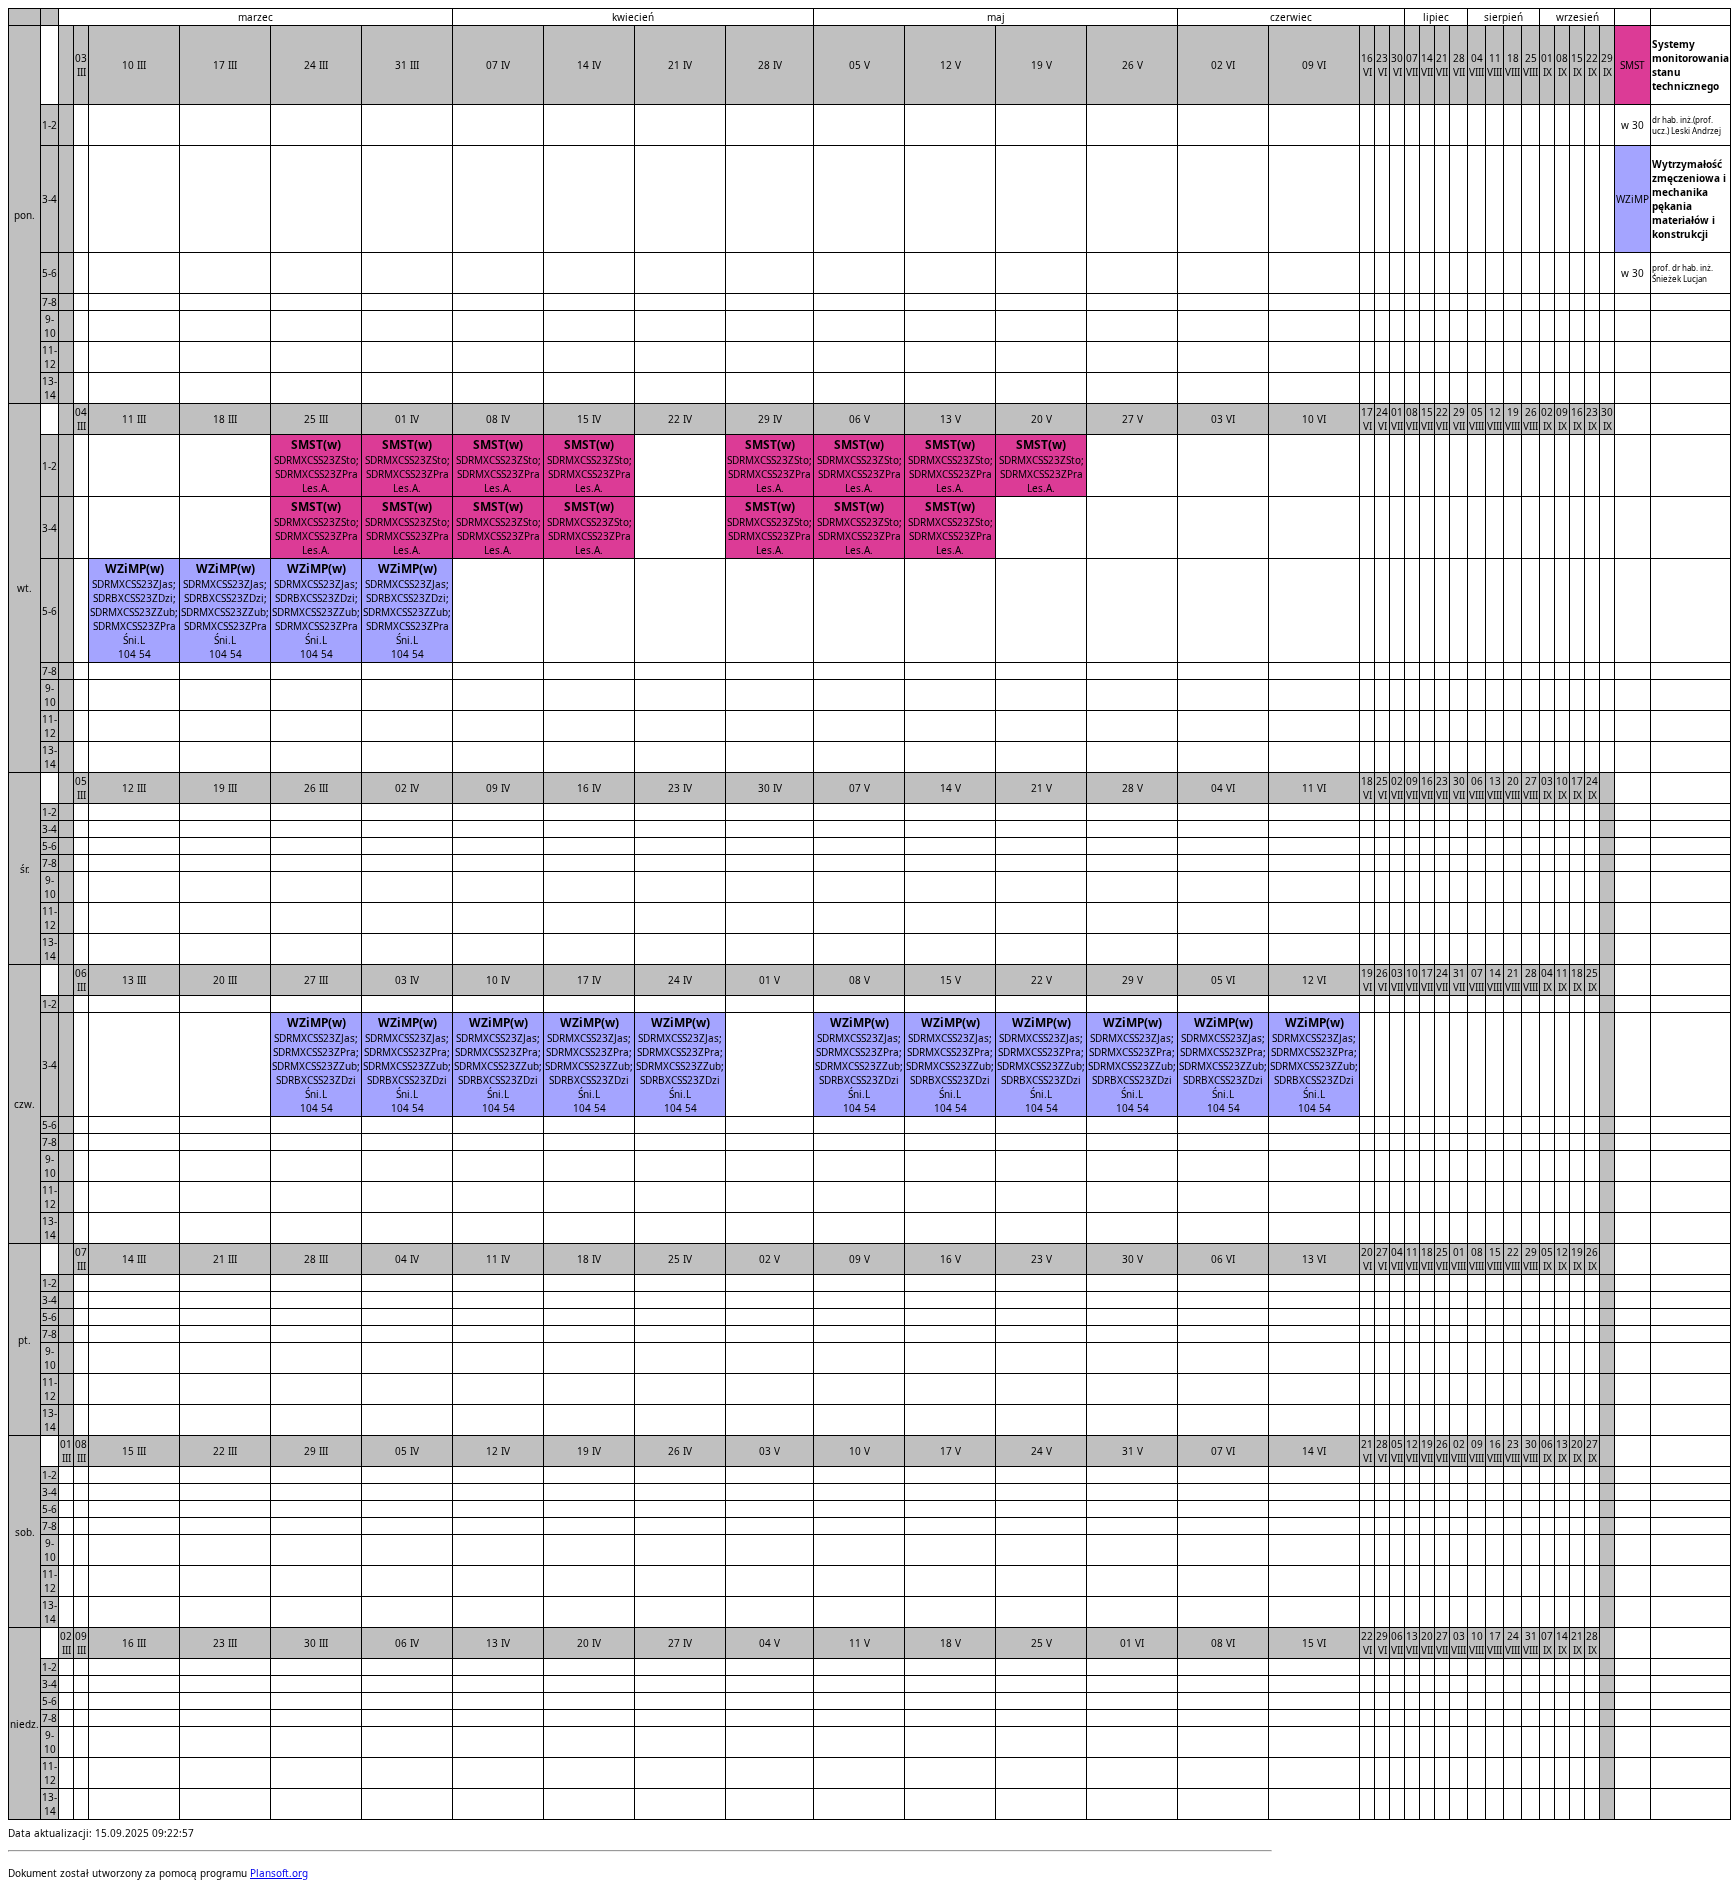 marzec kwiecień maj czerwiec lipiec sierpień wrzesień
pon.
03 III 10 III 17 III 24 III 31 III 07 IV 14 IV 21 IV 28 IV 05 V 12 V 19 V 26 V 02 VI 09 VI 16 VI 23 VI 30 VI 07 VII 14 VII 21 VII 28 VII 04 VIII 11 VIII 18 VIII 25 VIII 01 IX 08 IX 15 IX 22 IX 29 IX SMST Systemy monitorowania stanu technicznego
1-2 w 30 dr hab. inż.(prof. ucz.) Leski Andrzej
3-4 WZiMP Wytrzymałość zmęczeniowa i mechanika pękania materiałów i konstrukcji
5-6 w 30 prof. dr hab. inż. Śnieżek Lucjan
7-8
9-10
11-12
13-14
wt.
04 III 11 III 18 III 25 III 01 IV 08 IV 15 IV 22 IV 29 IV 06 V 13 V 20 V 27 V 03 VI 10 VI 17 VI 24 VI 01 VII 08 VII 15 VII 22 VII 29 VII 05 VIII 12 VIII 19 VIII 26 VIII 02 IX 09 IX 16 IX 23 IX 30 IX
1-2
SMST(w) SMST(w) SMST(w) SMST(w) SMST(w) SMST(w) SMST(w) SMST(w)
SDRMXCSS23ZSto; SDRMXCSS23ZSto; SDRMXCSS23ZSto; SDRMXCSS23ZSto; SDRMXCSS23ZSto; SDRMXCSS23ZSto; SDRMXCSS23ZSto; SDRMXCSS23ZSto;
SDRMXCSS23ZPra SDRMXCSS23ZPra SDRMXCSS23ZPra SDRMXCSS23ZPra SDRMXCSS23ZPra SDRMXCSS23ZPra SDRMXCSS23ZPra SDRMXCSS23ZPra
Les.A. Les.A. Les.A. Les.A. Les.A. Les.A. Les.A. Les.A.
3-4
SMST(w) SMST(w) SMST(w) SMST(w) SMST(w) SMST(w) SMST(w)
SDRMXCSS23ZSto; SDRMXCSS23ZSto; SDRMXCSS23ZSto; SDRMXCSS23ZSto; SDRMXCSS23ZSto; SDRMXCSS23ZSto; SDRMXCSS23ZSto;
SDRMXCSS23ZPra SDRMXCSS23ZPra SDRMXCSS23ZPra SDRMXCSS23ZPra SDRMXCSS23ZPra SDRMXCSS23ZPra SDRMXCSS23ZPra
Les.A. Les.A. Les.A. Les.A. Les.A. Les.A. Les.A.
5-6
WZiMP(w) WZiMP(w) WZiMP(w) WZiMP(w)
SDRMXCSS23ZJas; SDRMXCSS23ZJas; SDRMXCSS23ZJas; SDRMXCSS23ZJas;
SDRBXCSS23ZDzi; SDRBXCSS23ZDzi; SDRBXCSS23ZDzi; SDRBXCSS23ZDzi;
SDRMXCSS23ZZub; SDRMXCSS23ZZub; SDRMXCSS23ZZub; SDRMXCSS23ZZub;
SDRMXCSS23ZPra SDRMXCSS23ZPra SDRMXCSS23ZPra SDRMXCSS23ZPra
Śni.L Śni.L Śni.L Śni.L
104 54 104 54 104 54 104 54
7-8
9-10
11-12
13-14
śr.
05 III 12 III 19 III 26 III 02 IV 09 IV 16 IV 23 IV 30 IV 07 V 14 V 21 V 28 V 04 VI 11 VI 18 VI 25 VI 02 VII 09 VII 16 VII 23 VII 30 VII 06 VIII 13 VIII 20 VIII 27 VIII 03 IX 10 IX 17 IX 24 IX
1-2
3-4
5-6
7-8
9-10
11-12
13-14
czw.
06 III 13 III 20 III 27 III 03 IV 10 IV 17 IV 24 IV 01 V 08 V 15 V 22 V 29 V 05 VI 12 VI 19 VI 26 VI 03 VII 10 VII 17 VII 24 VII 31 VII 07 VIII 14 VIII 21 VIII 28 VIII 04 IX 11 IX 18 IX 25 IX
1-2
3-4
WZiMP(w) WZiMP(w) WZiMP(w) WZiMP(w) WZiMP(w) WZiMP(w) WZiMP(w) WZiMP(w) WZiMP(w) WZiMP(w) WZiMP(w)
SDRMXCSS23ZJas; SDRMXCSS23ZJas; SDRMXCSS23ZJas; SDRMXCSS23ZJas; SDRMXCSS23ZJas; SDRMXCSS23ZJas; SDRMXCSS23ZJas; SDRMXCSS23ZJas; SDRMXCSS23ZJas; SDRMXCSS23ZJas; SDRMXCSS23ZJas;
SDRMXCSS23ZPra; SDRMXCSS23ZPra; SDRMXCSS23ZPra; SDRMXCSS23ZPra; SDRMXCSS23ZPra; SDRMXCSS23ZPra; SDRMXCSS23ZPra; SDRMXCSS23ZPra; SDRMXCSS23ZPra; SDRMXCSS23ZPra; SDRMXCSS23ZPra;
SDRMXCSS23ZZub; SDRMXCSS23ZZub; SDRMXCSS23ZZub; SDRMXCSS23ZZub; SDRMXCSS23ZZub; SDRMXCSS23ZZub; SDRMXCSS23ZZub; SDRMXCSS23ZZub; SDRMXCSS23ZZub; SDRMXCSS23ZZub; SDRMXCSS23ZZub;
SDRBXCSS23ZDzi SDRBXCSS23ZDzi SDRBXCSS23ZDzi SDRBXCSS23ZDzi SDRBXCSS23ZDzi SDRBXCSS23ZDzi SDRBXCSS23ZDzi SDRBXCSS23ZDzi SDRBXCSS23ZDzi SDRBXCSS23ZDzi SDRBXCSS23ZDzi
Śni.L Śni.L Śni.L Śni.L Śni.L Śni.L Śni.L Śni.L Śni.L Śni.L Śni.L
104 54 104 54 104 54 104 54 104 54 104 54 104 54 104 54 104 54 104 54 104 54
5-6
7-8
9-10
11-12
13-14
pt.
07 III 14 III 21 III 28 III 04 IV 11 IV 18 IV 25 IV 02 V 09 V 16 V 23 V 30 V 06 VI 13 VI 20 VI 27 VI 04 VII 11 VII 18 VII 25 VII 01 VIII 08 VIII 15 VIII 22 VIII 29 VIII 05 IX 12 IX 19 IX 26 IX
1-2
3-4
5-6
7-8
9-10
11-12
13-14
sob.
01 III 08 III 15 III 22 III 29 III 05 IV 12 IV 19 IV 26 IV 03 V 10 V 17 V 24 V 31 V 07 VI 14 VI 21 VI 28 VI 05 VII 12 VII 19 VII 26 VII 02 VIII 09 VIII 16 VIII 23 VIII 30 VIII 06 IX 13 IX 20 IX 27 IX
1-2
3-4
5-6
7-8
9-10
11-12
13-14
niedz.
02 III 09 III 16 III 23 III 30 III 06 IV 13 IV 20 IV 27 IV 04 V 11 V 18 V 25 V 01 VI 08 VI 15 VI 22 VI 29 VI 06 VII 13 VII 20 VII 27 VII 03 VIII 10 VIII 17 VIII 24 VIII 31 VIII 07 IX 14 IX 21 IX 28 IX
1-2
3-4
5-6
7-8
9-10
11-12
13-14
Data aktualizacji: 15.09.2025 09:22:57
Dokument został utworzony za pomocą programu Plansoft.org